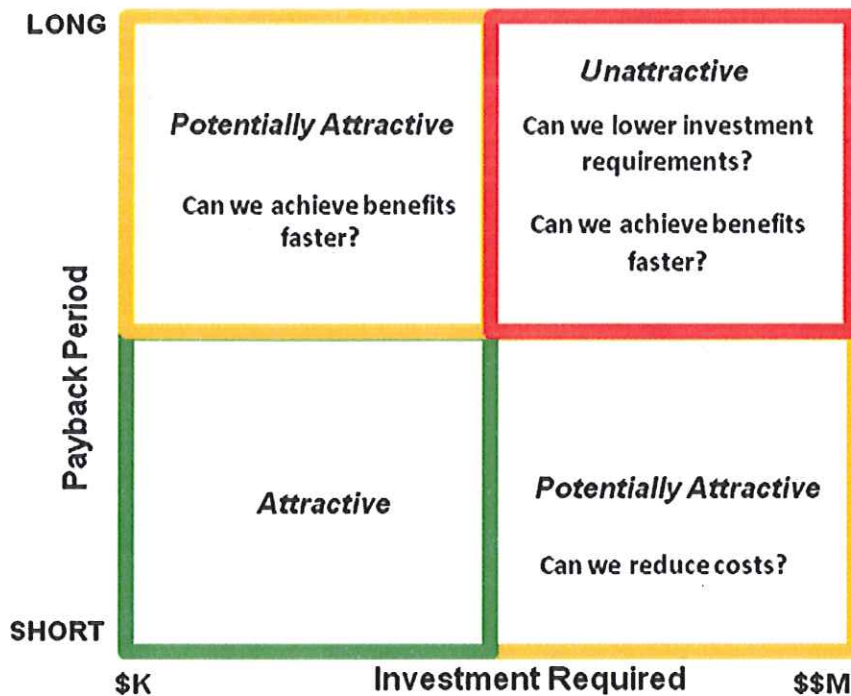 LONG
Potentially Attractive
Can we achieve benefits
faster?
Unattractive
Can we lower investment
requirements?
Can we achieve benefits
faster?
Payback Period
Attractive
Potentially Attractive
Can we reduce costs?
SHORT
$K
Investment Required
$$M